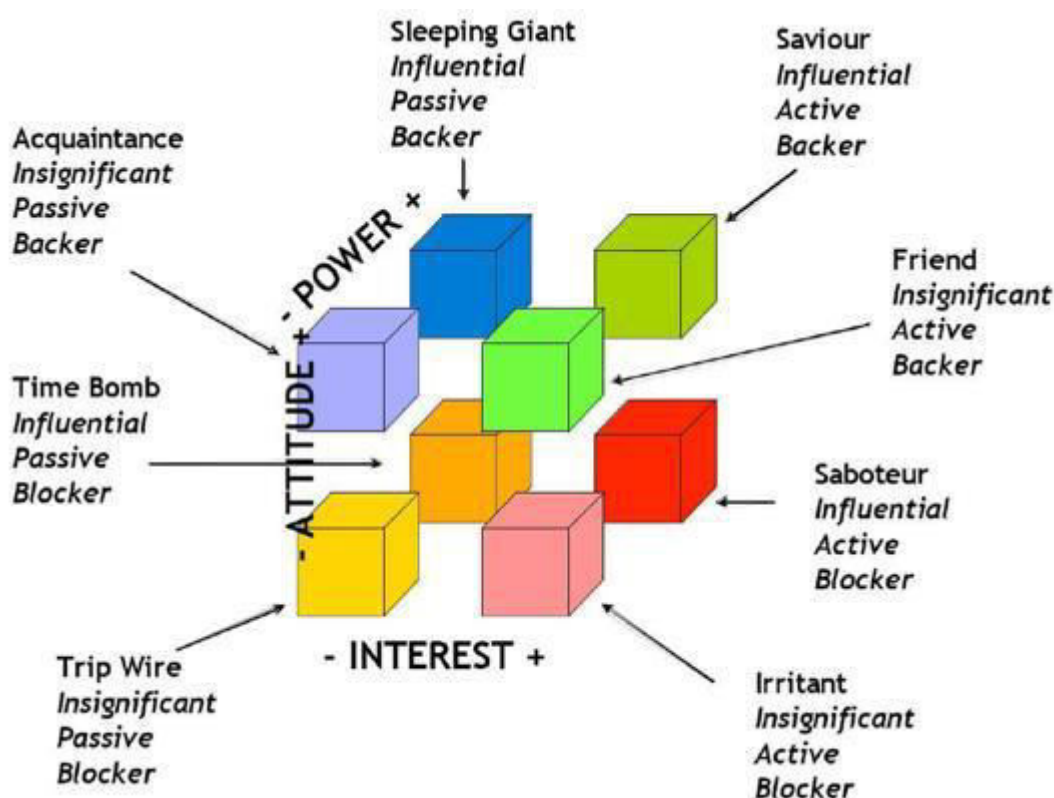 Sleeping Giant
Influential
Passive
Backer
Saviour
Influential
Active
Backer
Acquaintance
Insignificant
Passive
Backer
- POWER +
Friend
Insignificant
Active
Backer
- ATTITUDE +
Time Bomb
Influential
Passive
Blocker
Saboteur
Influential
Active
Blocker
- INTEREST +
Trip Wire
Insignificant
Passive
Blocker
Irritant
Insignificant
Active
Blocker